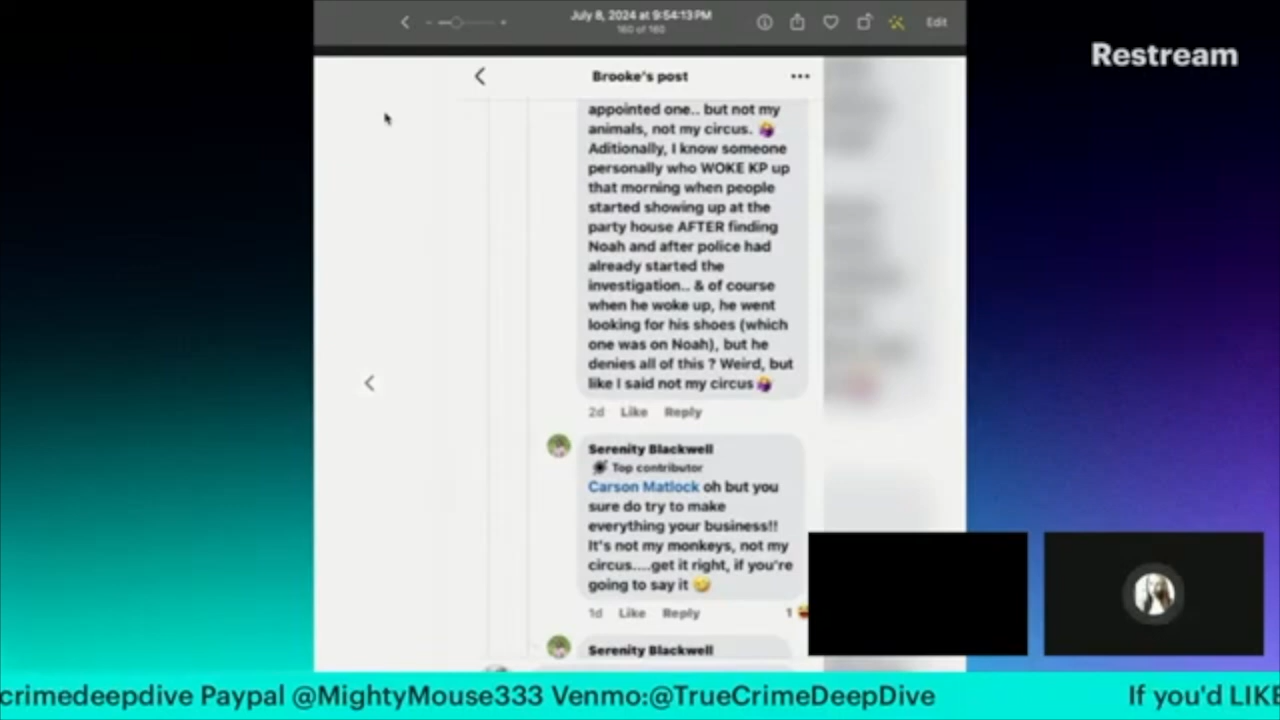 July 8, 2024 at 9:54:13 PM
160 of 160
Edit
Restream
Brooke's post
appointed one.. but not my
animals, not my circus. 🤷‍♀️
Aditionally, I know someone
personally who WOKE KP up
that morning when people
started showing up at the
party house AFTER finding
Noah and after police had
already started the
investigation.. & of course
when he woke up, he went
looking for his shoes (which
one was on Noah), but he
denies all of this ? Weird, but
like I said not my circus 🤷‍♀️
2d Like Reply
Serenity Blackwell
Top contributor
Carson Matlock oh but you
sure do try to make
everything your business!!
It's not my monkeys, not my
circus.....get it right, if you're
going to say it 🤣
1d Like Reply 1
Serenity Blackwell
crimedeepdive Paypal @MightyMouse333 Venmo:@TrueCrimeDeepDive If you'd LIKE